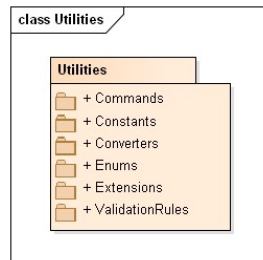 class Utilities
Utilities
+ Commands
+ Constants
+ Converters
+ Enums
+ Extensions
+ ValidationRules